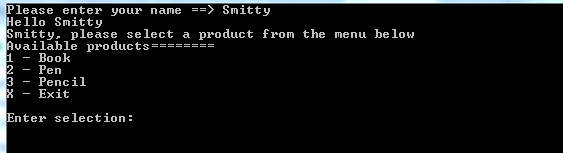 Please enter your name ==> Smitty
Hello Smitty
Smitty, please select a product from the menu below
Available products========
1 - Book
2 - Pen
3 - Pencil
X - Exit
Enter selection: